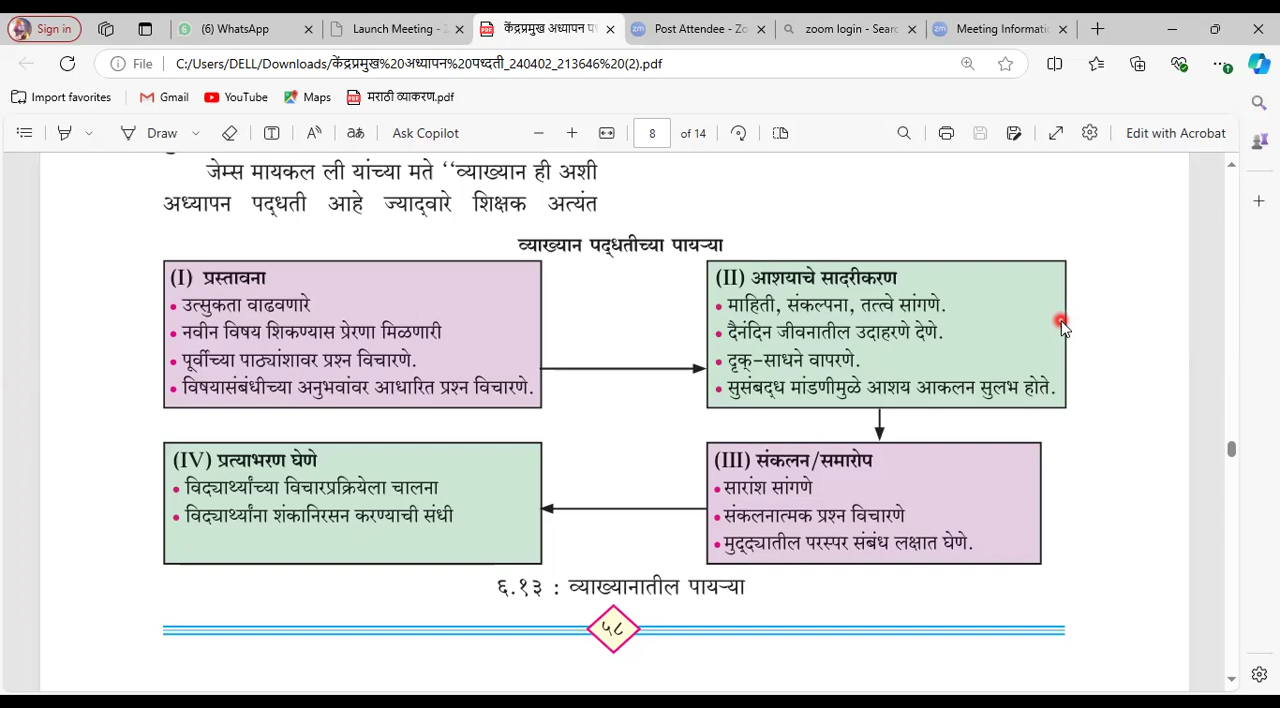 Sign in
(6) WhatsApp
Launch Meeting - Z
केंद्रप्रमुख अध्यापन पध
Post Attendee - Zo
zoom login - Searc
Meeting Informatio
File
C:/Users/DELL/Downloads/केंद्रप्रमुख%20अध्यापन%20पध्दती_240402_213646%20(2).pdf
Import favorites
Gmail
YouTube
Maps
मराठी व्याकरण.pdf
Draw
Ask Copilot
8 of 14
Edit with Acrobat
जेम्स मायकल ली यांच्या मते ‘‘व्याख्यान ही अशी
अध्यापन पद्धती आहे ज्याद्वारे शिक्षक अत्यंत
व्याख्यान पद्धतीच्या पायऱ्या
(I) प्रस्तावना
• उत्सुकता वाढवणारे
• नवीन विषय शिकण्यास प्रेरणा मिळणारी
• पूर्वीच्या पाठ्यांशावर प्रश्न विचारणे.
• विषयासंबंधीच्या अनुभवांवर आधारित प्रश्न विचारणे.
(II) आशयाचे सादरीकरण
• माहिती, संकल्पना, तत्त्वे सांगणे.
• दैनंदिन जीवनातील उदाहरणे देणे.
• दृक्-साधने वापरणे.
• सुसंबद्ध मांडणीमुळे आशय आकलन सुलभ होते.
(IV) प्रत्याभरण घेणे
• विद्यार्थ्यांच्या विचारप्रक्रियेला चालना
• विद्यार्थ्यांना शंकानिरसन करण्याची संधी
(III) संकलन/समारोप
• सारांश सांगणे
• संकलनात्मक प्रश्न विचारणे
• मुद्द्यातील परस्पर संबंध लक्षात घेणे.
६.१३ : व्याख्यानातील पायऱ्या
५८